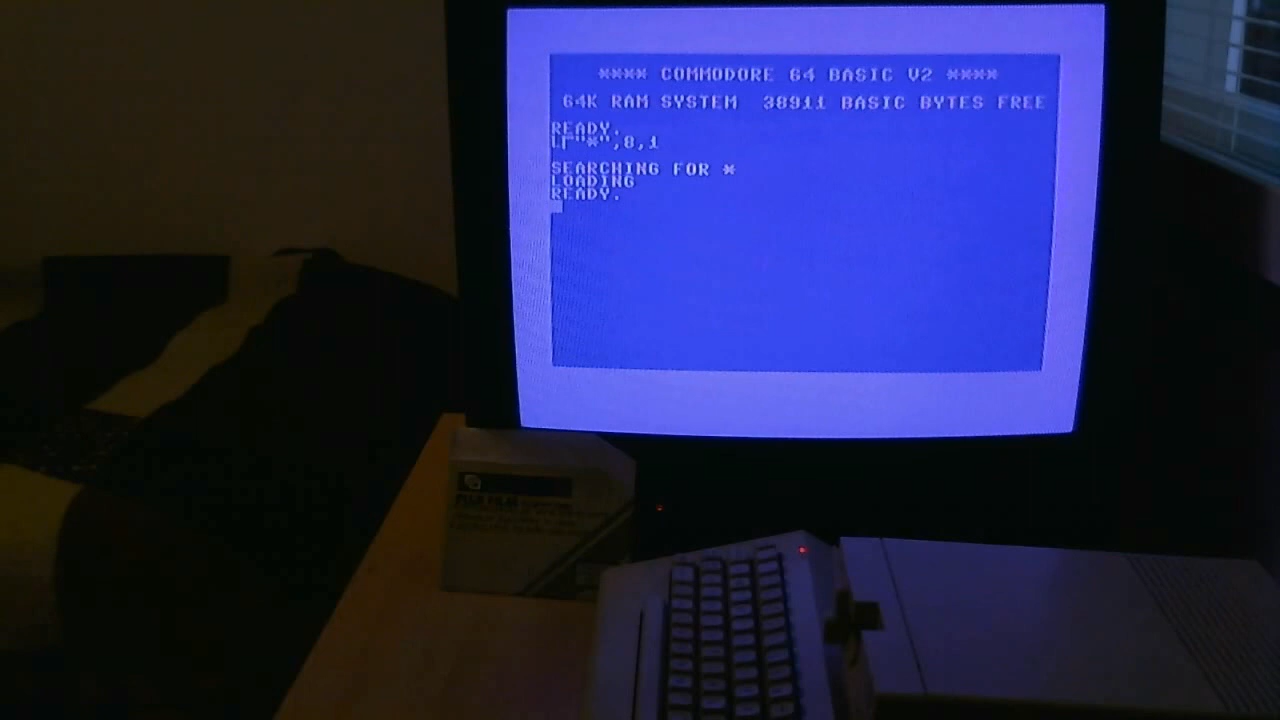 **** COMMODORE 64 BASIC V2 ****
64K RAM SYSTEM 38911 BASIC BYTES FREE
READY.
L┌"*",8,1
SEARCHING FOR *
LOADING
READY.